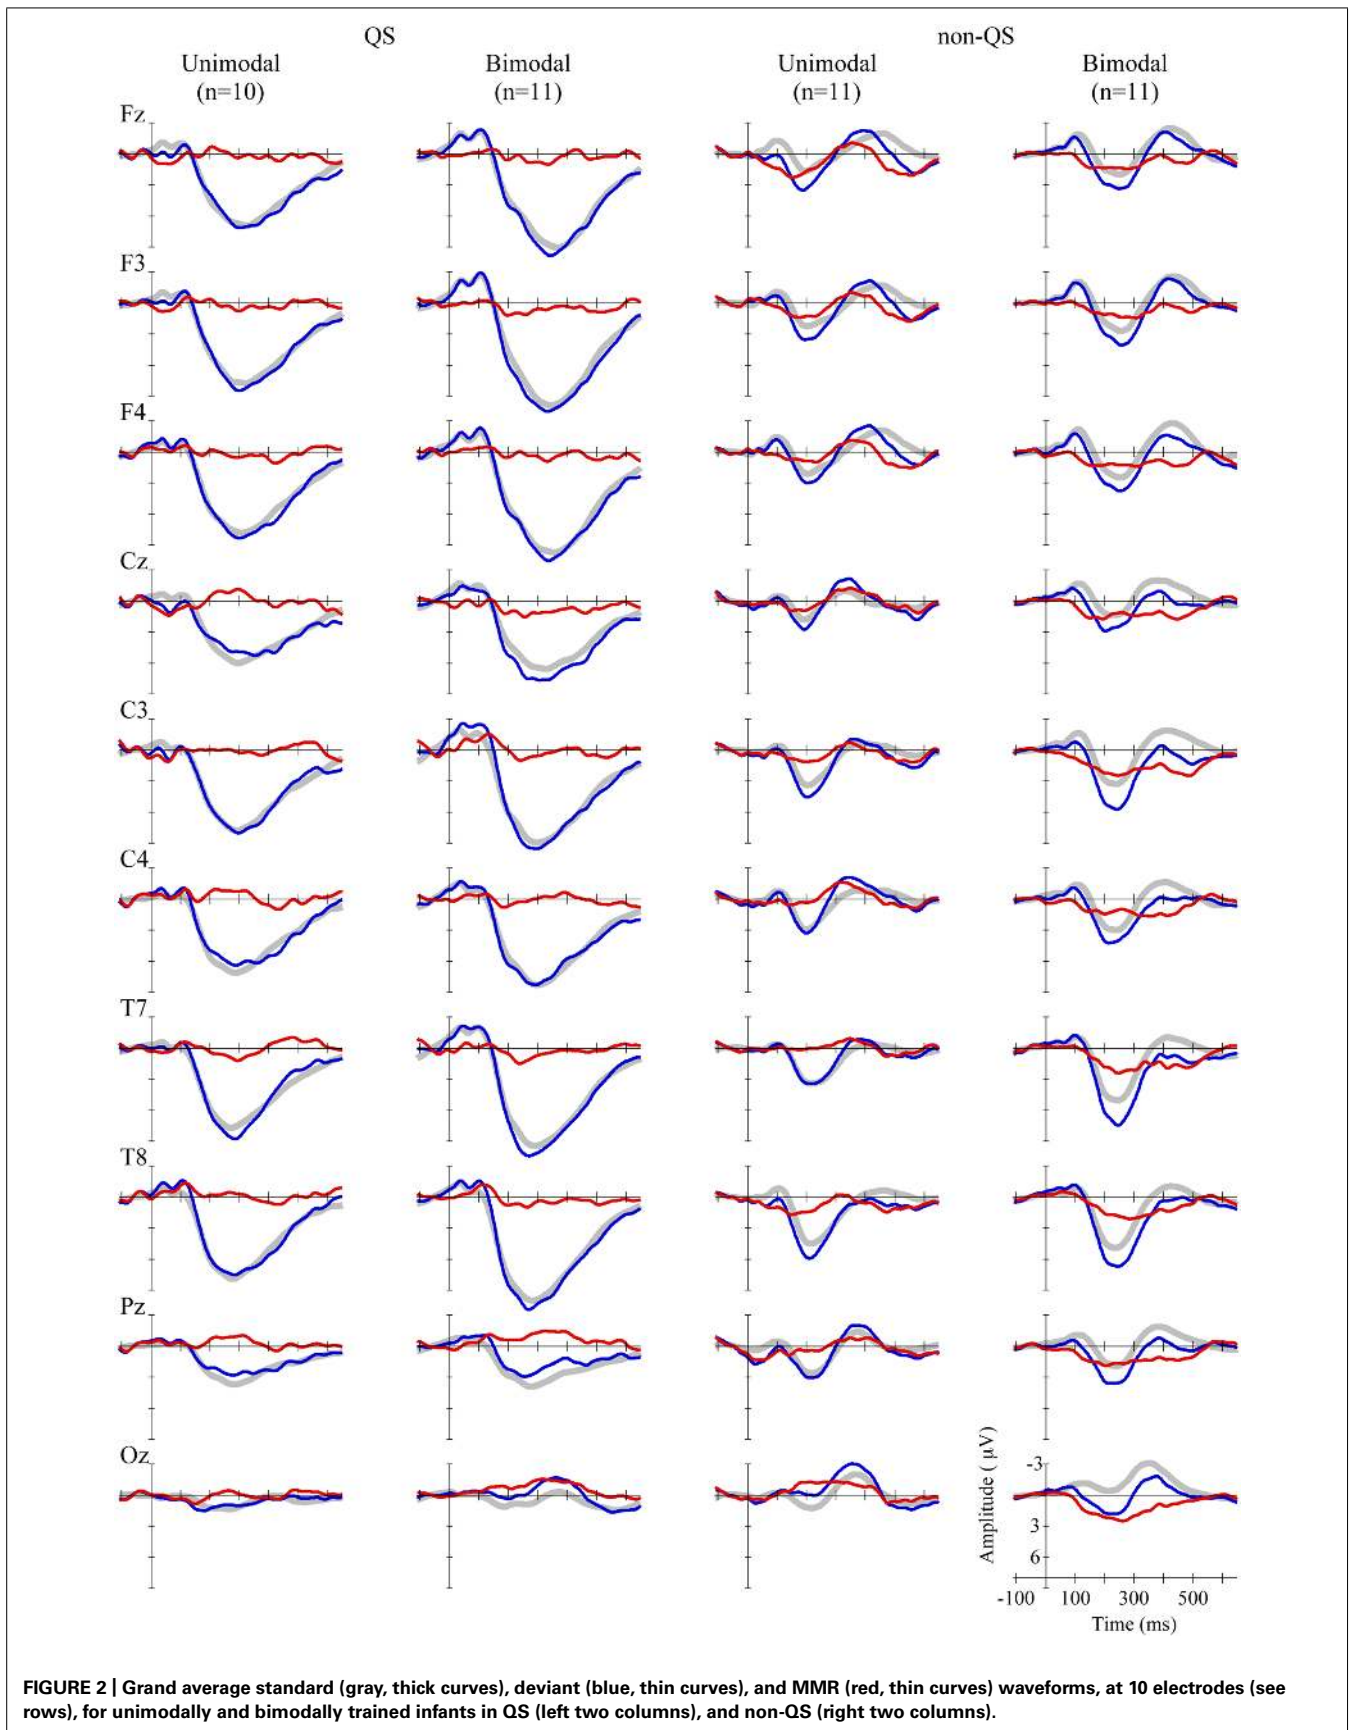 QS
non-QS
Unimodal
(n=10)
Bimodal
(n=11)
Unimodal
(n=11)
Bimodal
(n=11)
Fz
F3
F4
Cz
C3
C4
T7
T8
Pz
Oz
Amplitude ( µV)
-3
3
6
-100 100 300 500
Time (ms)
FIGURE 2 | Grand average standard (gray, thick curves), deviant (blue, thin curves), and MMR (red, thin curves) waveforms, at 10 electrodes (see
rows), for unimodally and bimodally trained infants in QS (left two columns), and non-QS (right two columns).